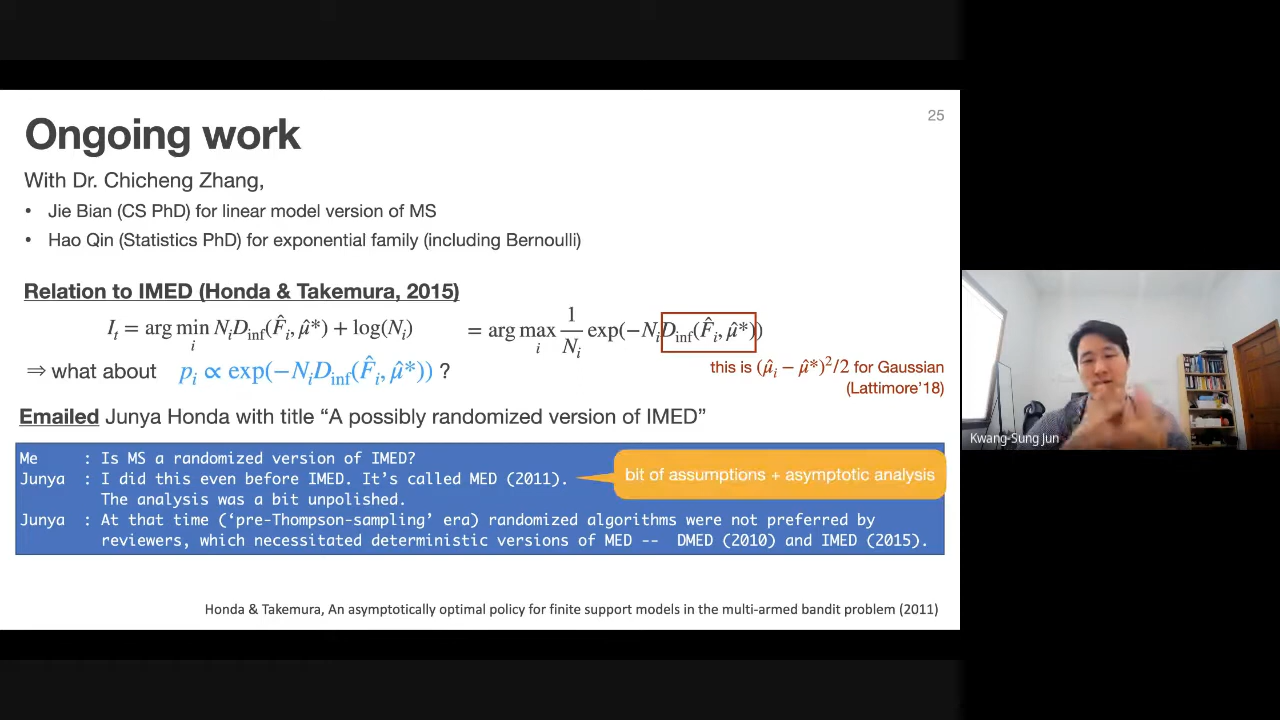 25
Ongoing work
With Dr. Chicheng Zhang,
• Jie Bian (CS PhD) for linear model version of MS
• Hao Qin (Statistics PhD) for exponential family (including Bernoulli)
Relation to IMED (Honda & Takemura, 2015)
I_t = arg min_i N_i D_inf(F̂_i, μ̂*) + log(N_i) = arg max_i 1/N_i exp(−N_i D_inf(F̂_i, μ̂*))
⇒ what about p_i ∝ exp(−N_i D_inf(F̂_i, μ̂*)) ?
this is (μ̂_i − μ̂*)²/2 for Gaussian
(Lattimore'18)
Emailed Junya Honda with title “A possibly randomized version of IMED”
Me : Is MS a randomized version of IMED?
Junya : I did this even before IMED. It's called MED (2011).
The analysis was a bit unpolished.
bit of assumptions + asymptotic analysis
Junya : At that time (‘pre-Thompson-sampling’ era) randomized algorithms were not preferred by
reviewers, which necessitated deterministic versions of MED -- DMED (2010) and IMED (2015).
Honda & Takemura, An asymptotically optimal policy for finite support models in the multi-armed bandit problem (2011)
Kwang-Sung Jun